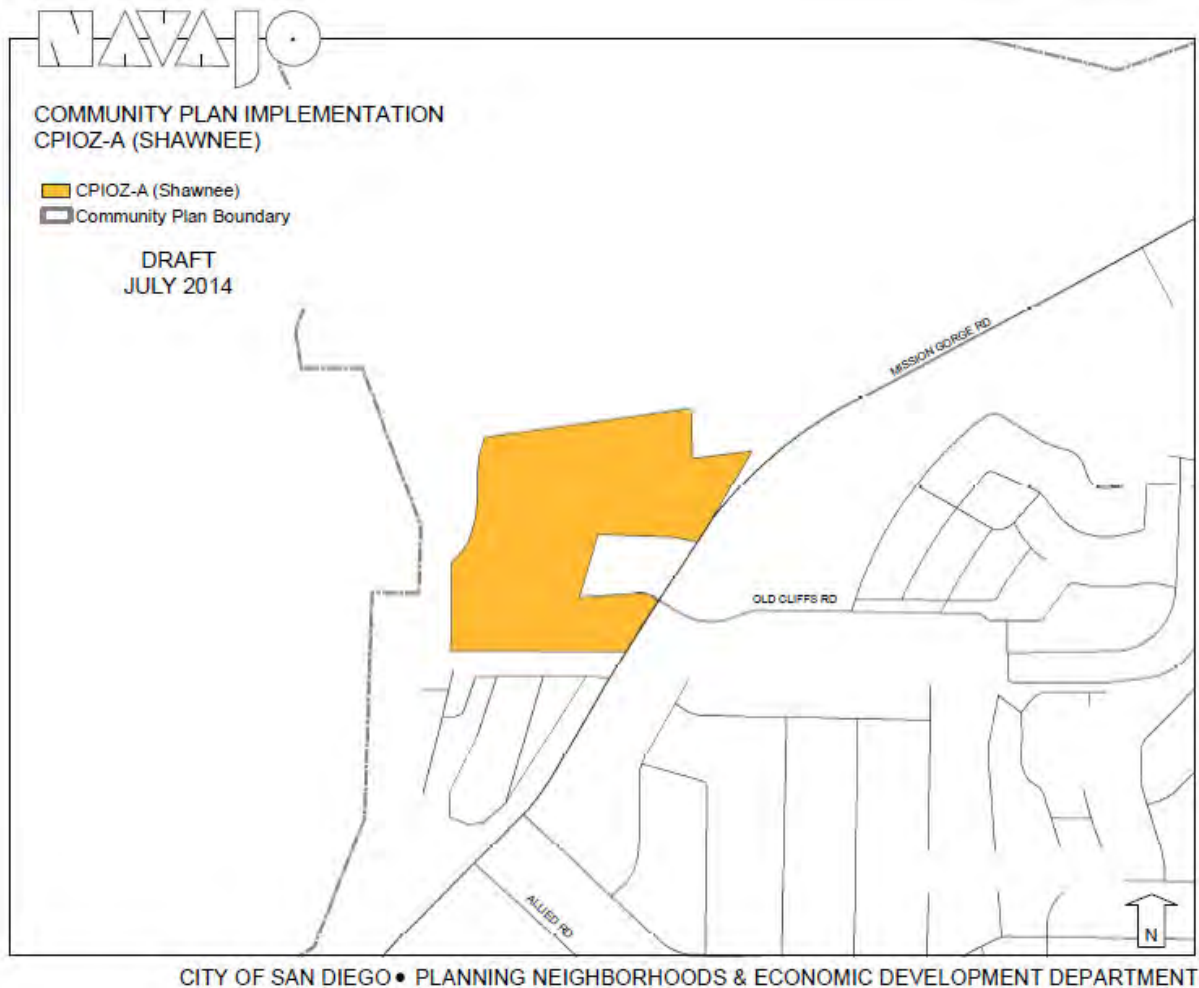 NAVAJO
COMMUNITY PLAN IMPLEMENTATION
CPIOZ-A (SHAWNEE)
CPIOZ-A (Shawnee)
Community Plan Boundary
DRAFT
JULY 2014
MISSION GORGE RD
OLD CLIFFS RD
ALLIED RD
N
CITY OF SAN DIEGO • PLANNING NEIGHBORHOODS & ECONOMIC DEVELOPMENT DEPARTMENT